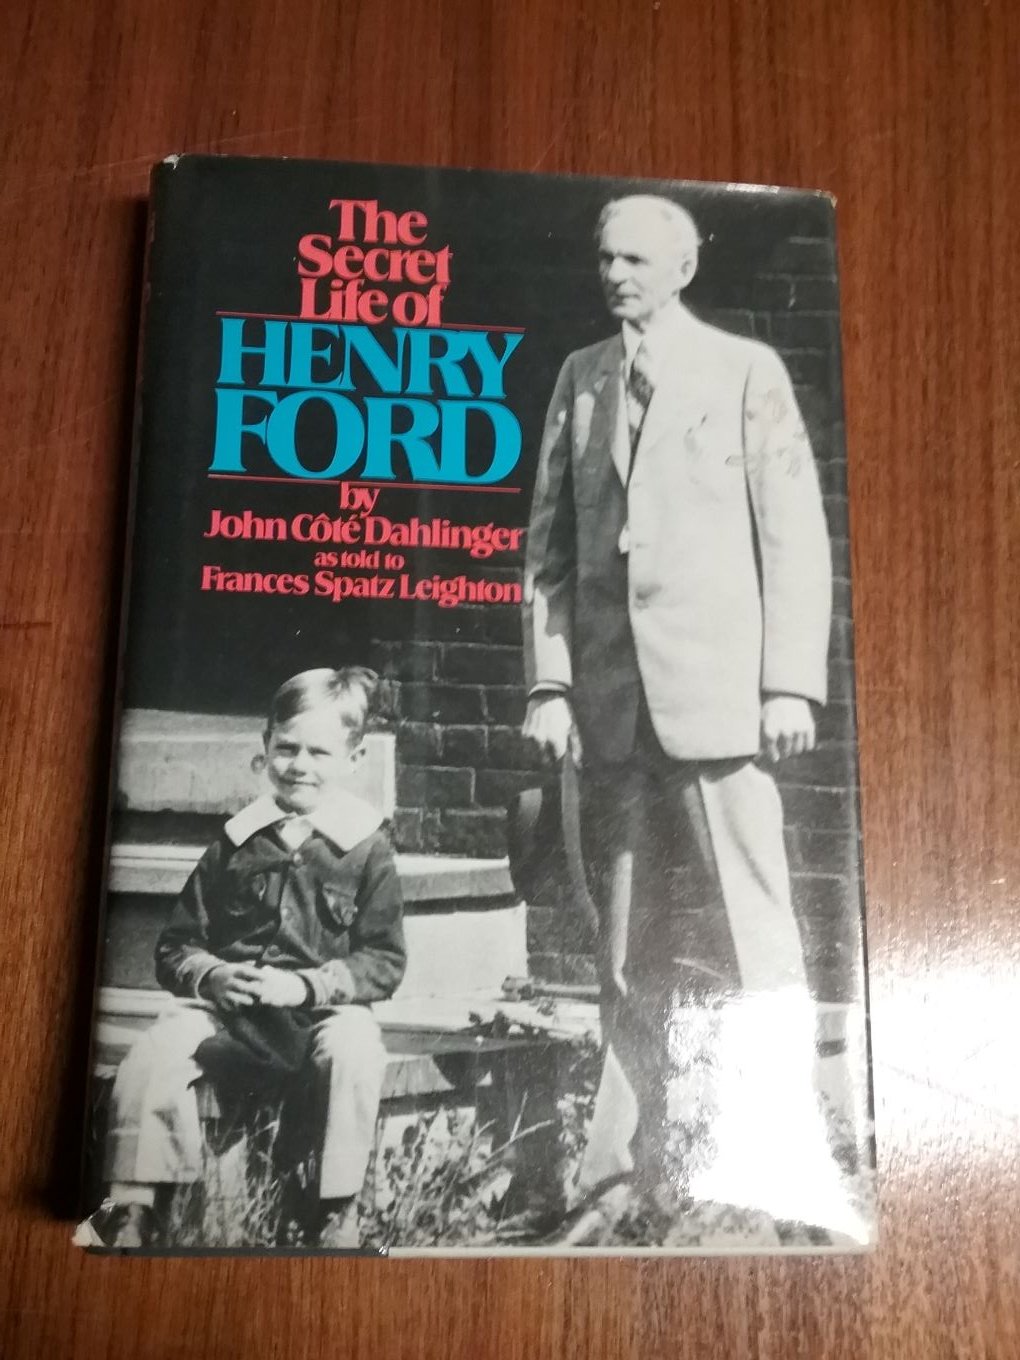 The
Secret
Life of
HENRY
FORD
by
John Côté Dahlinger
as told to
Frances Spatz Leighton